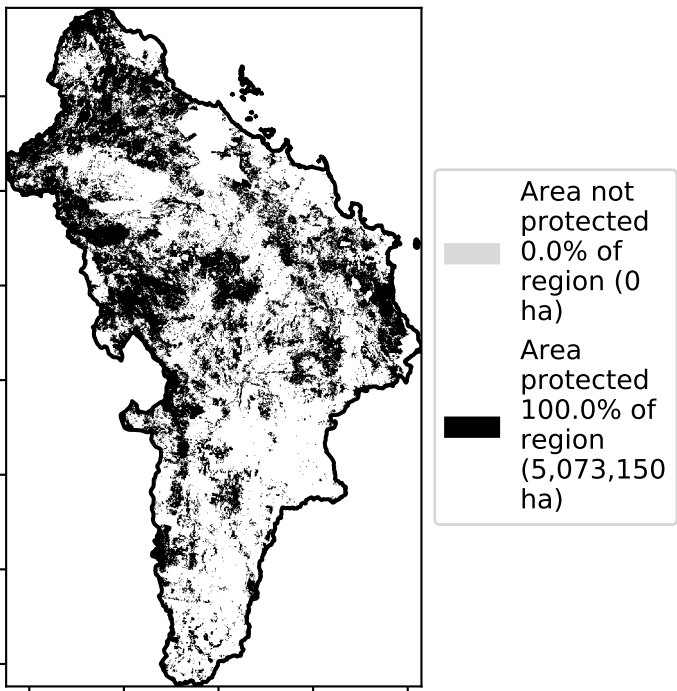 Area not
protected
0.0% of
region (0
ha)
Area
protected
100.0% of
region
(5,073,150
ha)